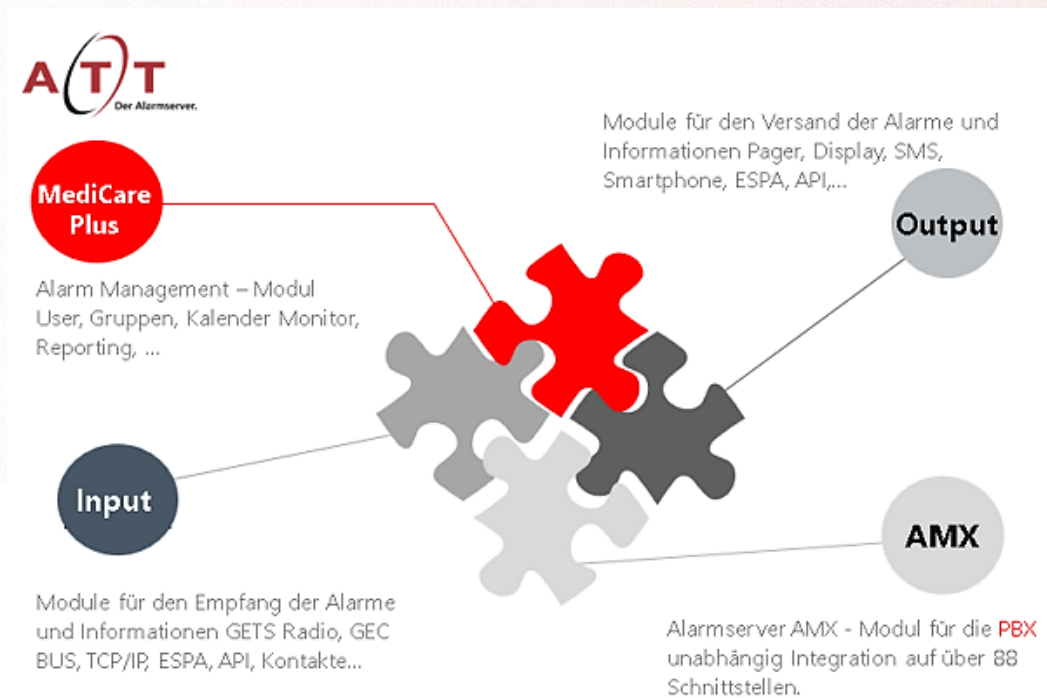 ATT
Der Alarmserver.
MediCare
Plus
Alarm Management – Modul
User, Gruppen, Kalender Monitor,
Reporting, ...
Module für den Versand der Alarme und
Informationen Pager, Display, SMS,
Smartphone, ESPA, API,...
Output
Input
Module für den Empfang der Alarme
und Informationen GETS Radio, GEC
BUS, TCP/IP, ESPA, API, Kontakte...
AMX
Alarmserver AMX - Modul für die PBX
unabhängig Integration auf über 88
Schnittstellen.